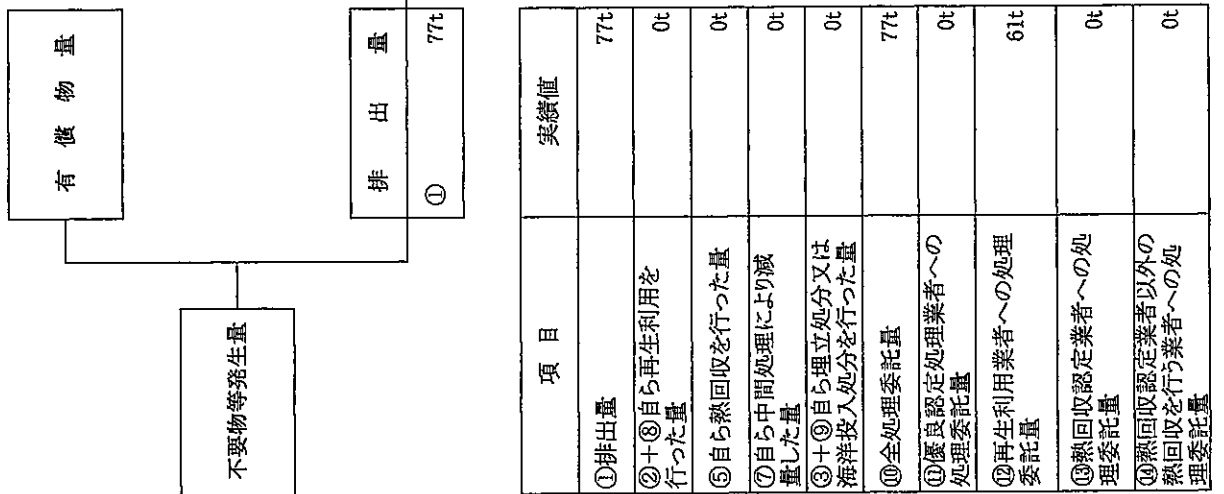 有償物量
不要物等発生量
排出量
① 77t
項目 実績値
①排出量 77t
②+⑧自ら再生利用を
行った量 0t
⑤自ら熱回収を行った量 0t
⑦自ら中間処理により減
量した量 0t
③+⑨自ら埋立処分又は
海洋投入処分を行った量 0t
⑩全処理委託量 77t
⑪優良認定処理業者への
処理委託量 0t
⑫再生利用業者への処理
委託量 61t
⑬熱回収認定業者への処
理委託量 0t
⑭熱回収認定業者以外の
熱回収を行う業者への処
理委託量 0t